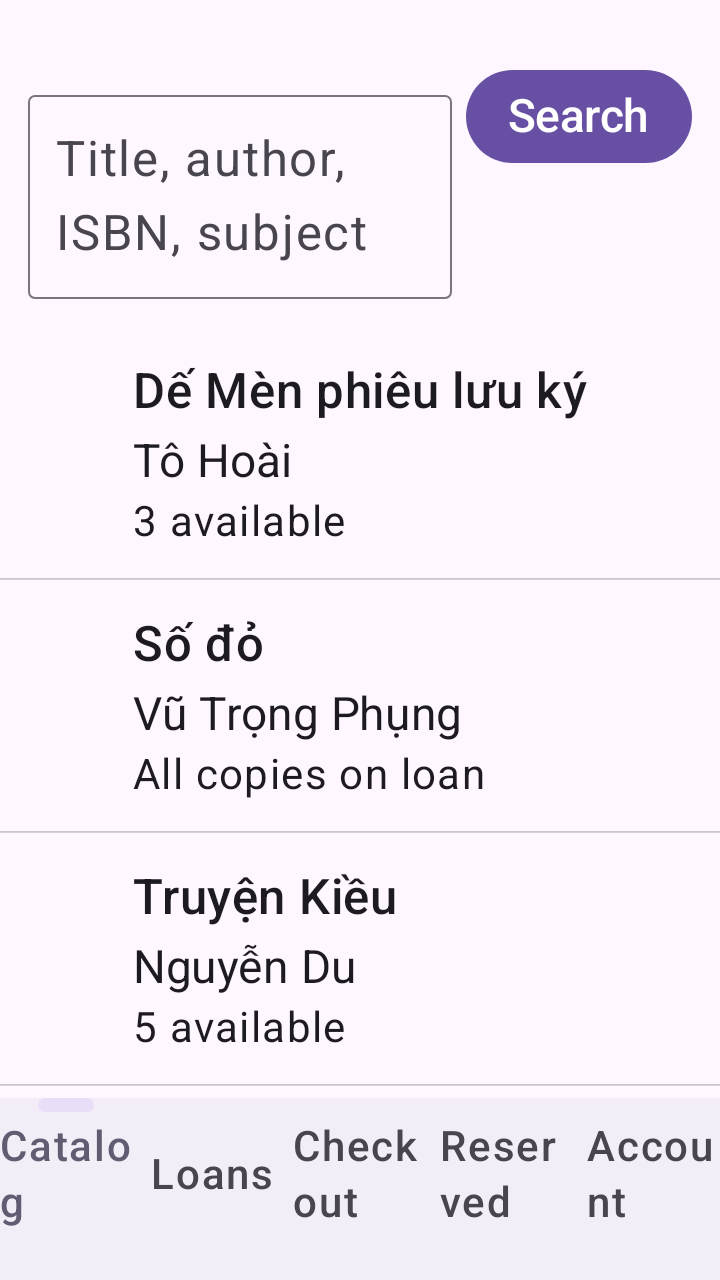 Title, author,
ISBN, subject
Search
Dế Mèn phiêu lưu ký
Tô Hoài
3 available
Số đỏ
Vũ Trọng Phụng
All copies on loan
Truyện Kiều
Nguyễn Du
5 available
Catalo
g
Loans
Check
out
Reser
ved
Accou
nt